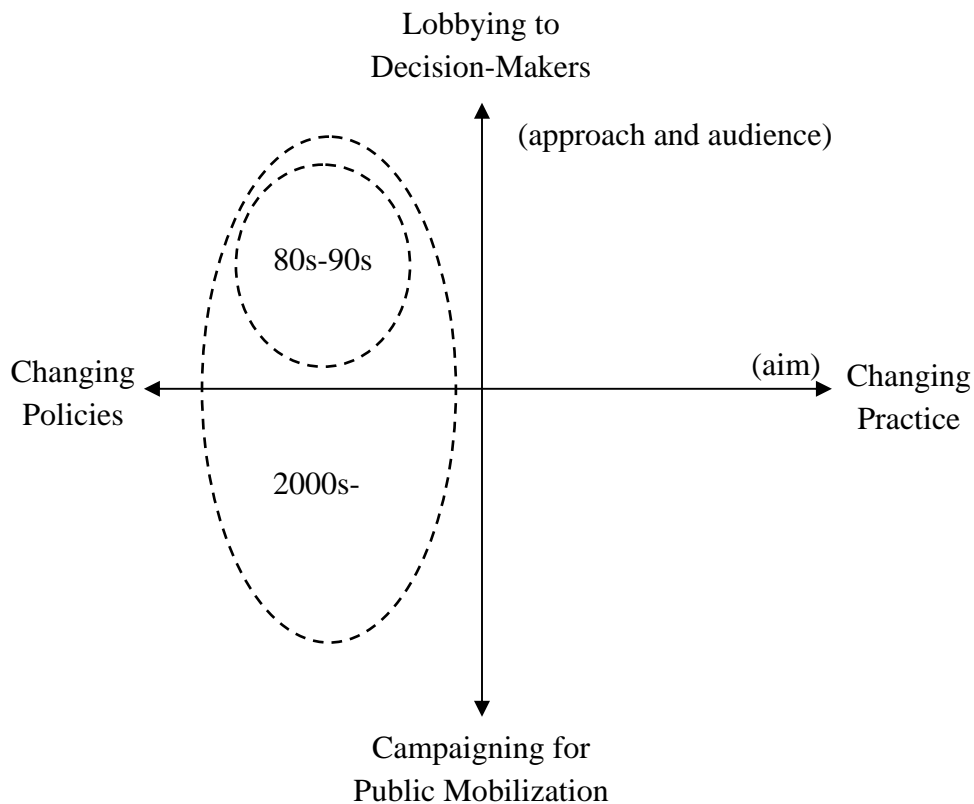 Lobbying to
Decision-Makers
(approach and audience)
80s-90s
(aim)
Changing
Policies
Changing
Practice
2000s-
Campaigning for
Public Mobilization